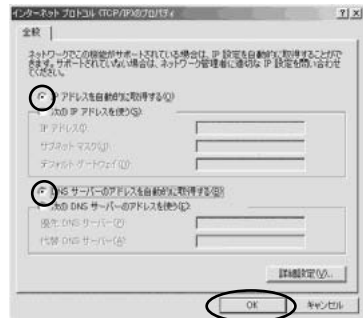 インターネット プロトコル (TCP/IP)のプロパティ
全般
ネットワークでこの機能がサポートされている場合は、IP 設定を自動的に取得することがで
きます。サポートされていない場合は、ネットワーク管理者に適切な IP 設定を問い合わせ
てください。
IP アドレスを自動的に取得する(O)
次の IP アドレスを使う(S):
IP アドレス(I):
サブネット マスク(U):
デフォルト ゲートウェイ(D):
DNS サーバーのアドレスを自動的に取得する(B)
次の DNS サーバーのアドレスを使う(E):
優先 DNS サーバー(P):
代替 DNS サーバー(A):
詳細設定(V)...
OK
キャンセル